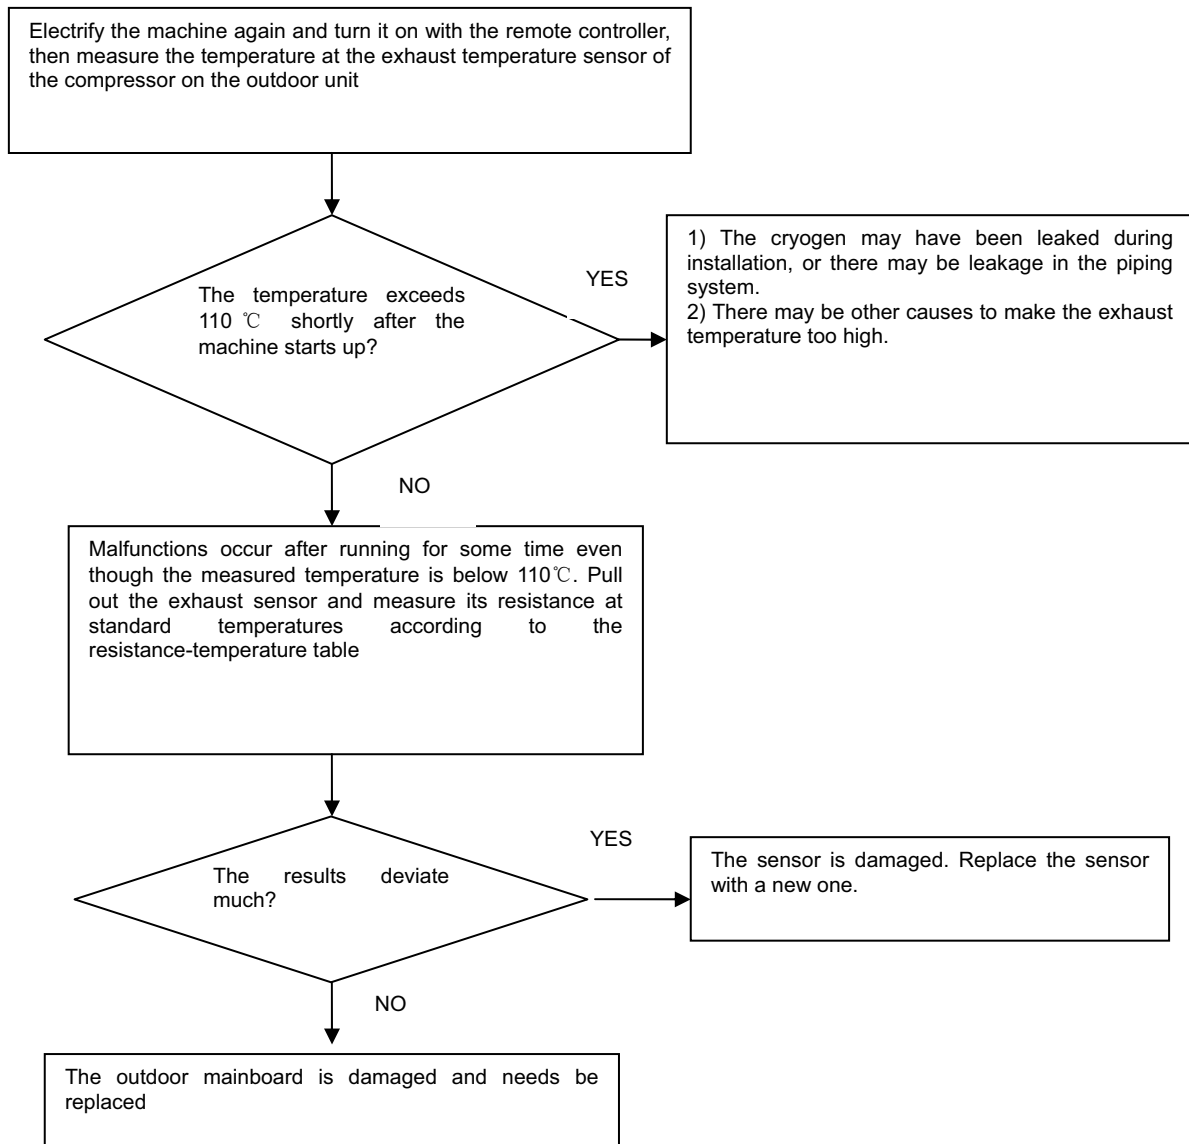 Electrify the machine again and turn it on with the remote controller,
then measure the temperature at the exhaust temperature sensor of
the compressor on the outdoor unit
The temperature exceeds
110 ℃ shortly after the
machine starts up?
YES
1) The cryogen may have been leaked during
installation, or there may be leakage in the piping
system.
2) There may be other causes to make the exhaust
temperature too high.
NO
Malfunctions occur after running for some time even
though the measured temperature is below 110℃. Pull
out the exhaust sensor and measure its resistance at
standard temperatures according to the
resistance-temperature table
The results deviate
much?
YES
The sensor is damaged. Replace the sensor
with a new one.
NO
The outdoor mainboard is damaged and needs be
replaced